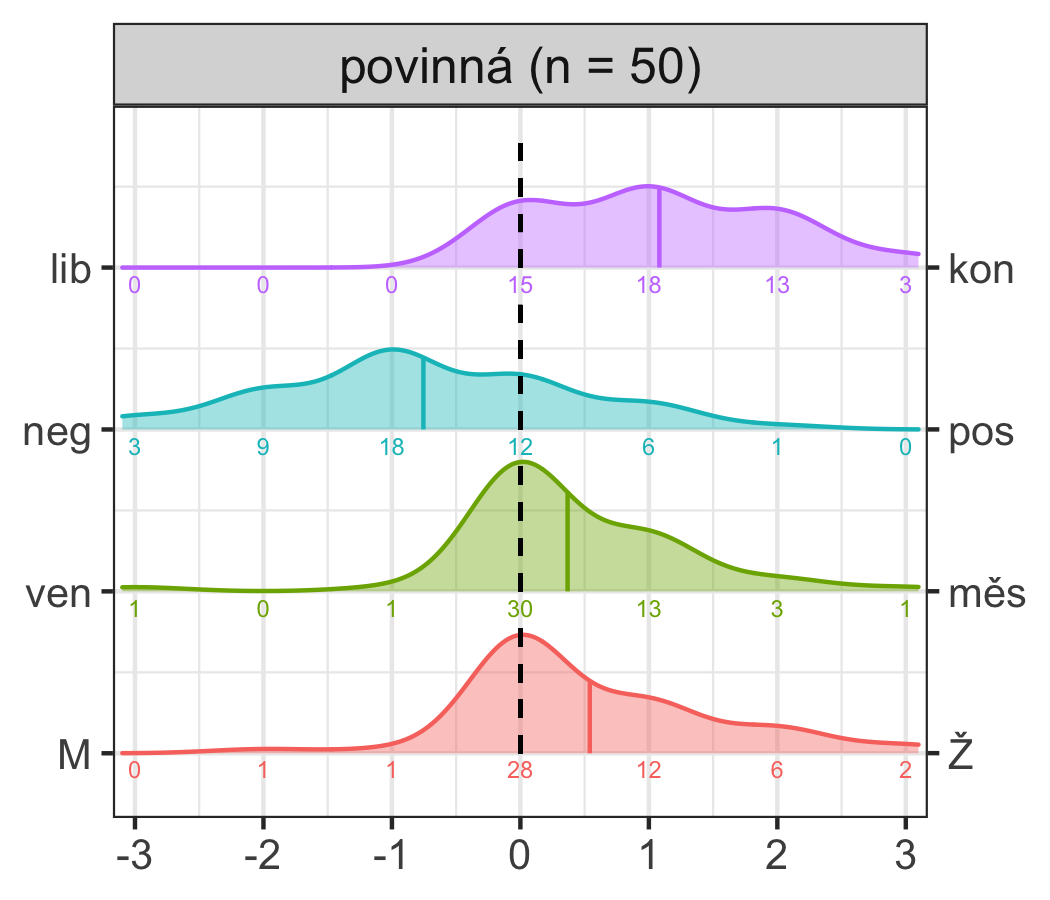 povinná (n = 50)
lib kon
0 0 0 15 18 13 3
neg pos
3 9 18 12 6 1 0
ven měs
1 0 1 30 13 3 1
M Ž
0 1 1 28 12 6 2
-3 -2 -1 0 1 2 3